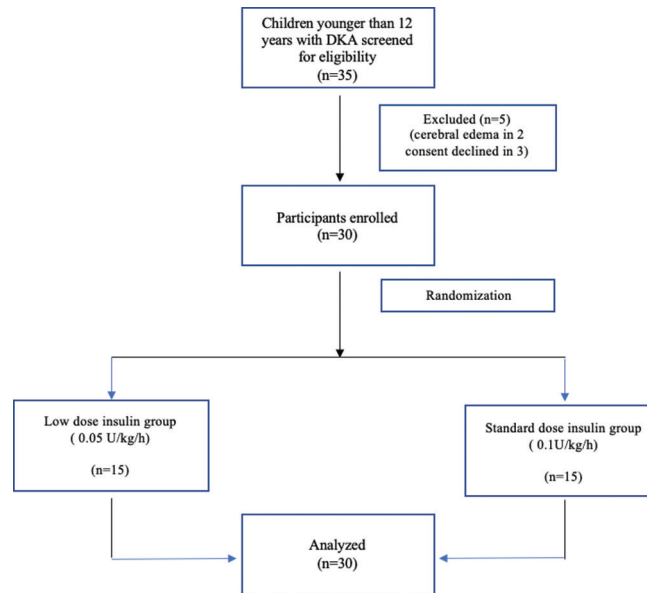 Children younger than 12
years with DKA screened
for eligibility
(n=35)
Excluded (n=5)
(cerebral edema in 2
consent declined in 3)
Participants enrolled
(n=30)
Randomization
Low dose insulin group
( 0.05 U/kg/h)
(n=15)
Standard dose insulin group
( 0.1U/kg/h)
(n=15)
Analyzed
(n=30)